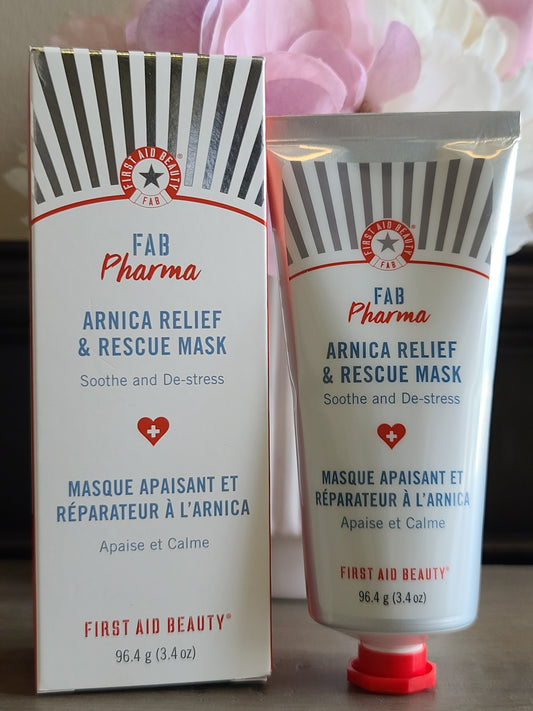 FIRST AID BEAUTY®
FAB
FAB
Pharma
ARNICA RELIEF
& RESCUE MASK
Soothe and De-stress
MASQUE APAISANT ET
RÉPARATEUR À L'ARNICA
Apaise et Calme
FIRST AID BEAUTY®
96.4 g (3.4 oz)
FIRST AID BEAUTY®
FAB
FAB
Pharma
ARNICA RELIEF
& RESCUE MASK
Soothe and De-stress
MASQUE APAISANT ET
RÉPARATEUR À L'ARNICA
Apaise et Calme
FIRST AID BEAUTY®
96.4 g (3.4 oz)